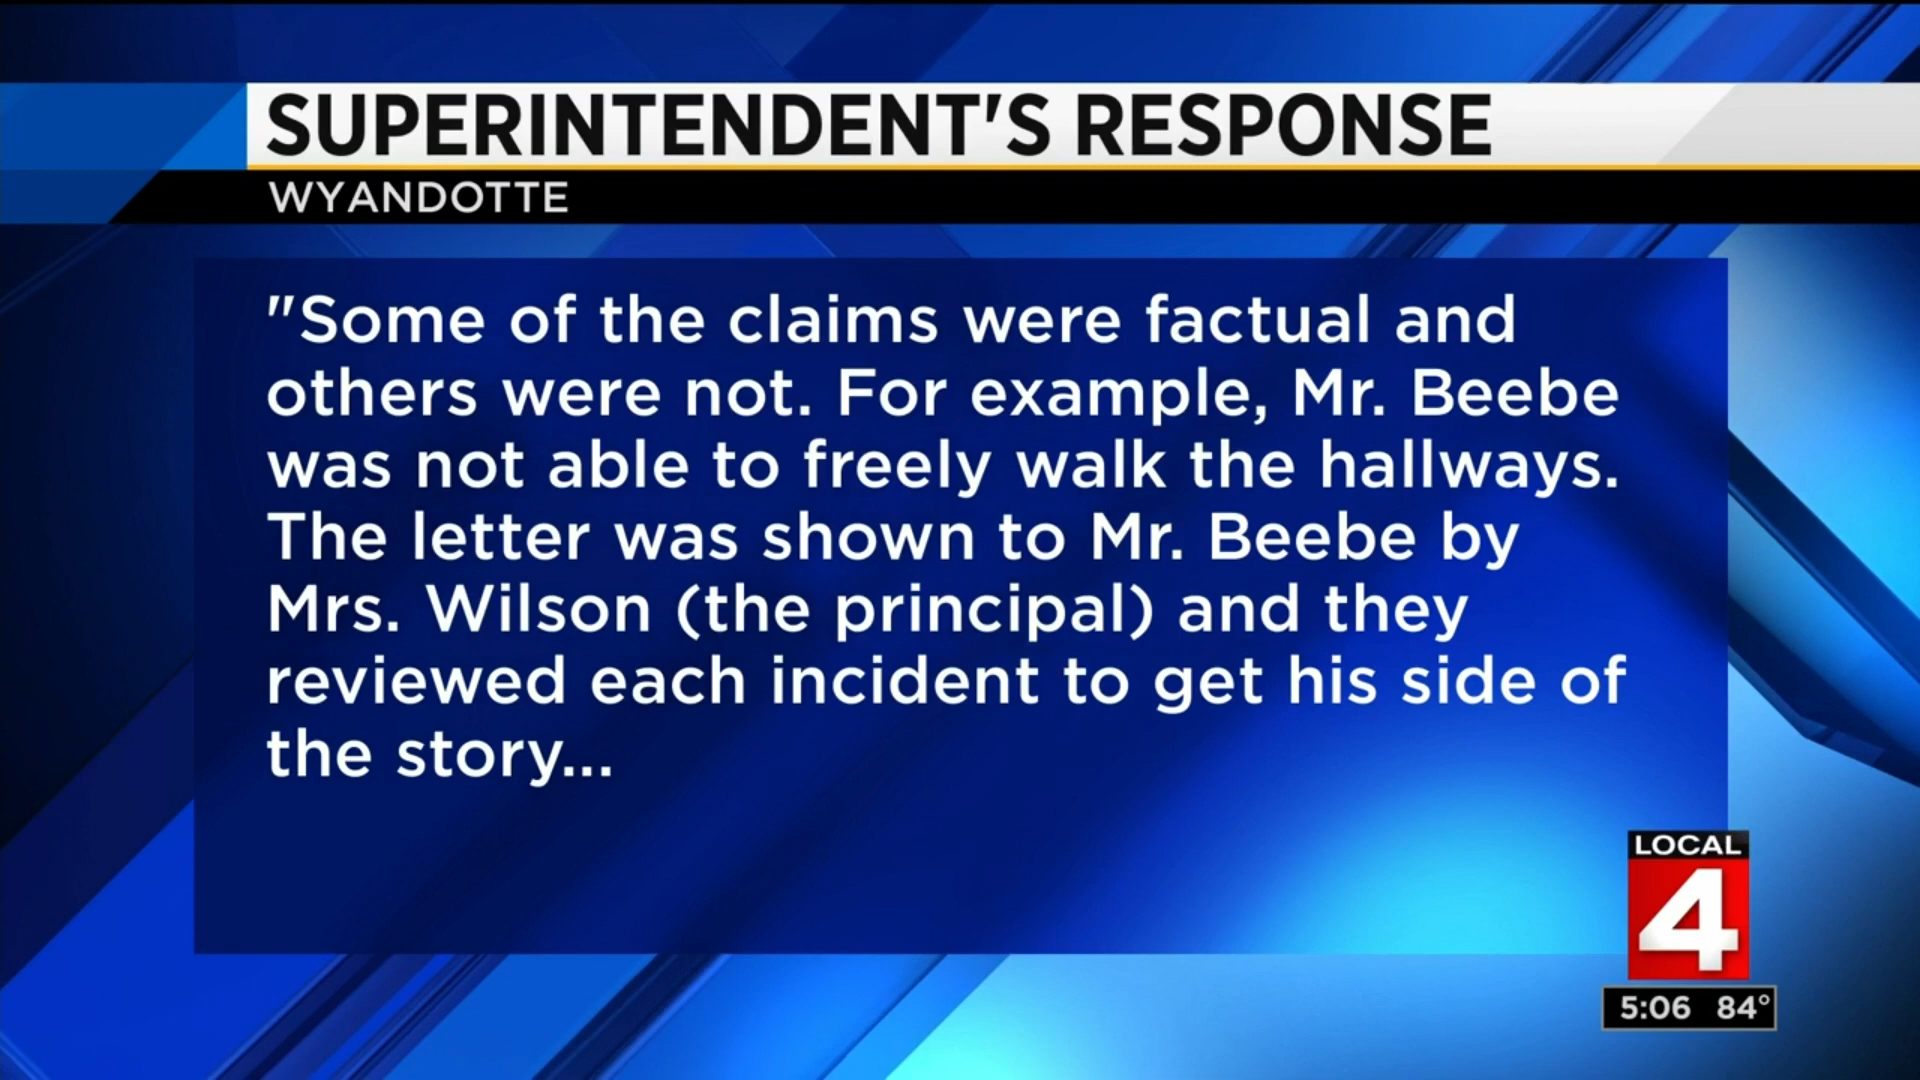 SUPERINTENDENT'S RESPONSE
WYANDOTTE
"Some of the claims were factual and
others were not. For example, Mr. Beebe
was not able to freely walk the hallways.
The letter was shown to Mr. Beebe by
Mrs. Wilson (the principal) and they
reviewed each incident to get his side of
the story...
LOCAL
4
5:06 84°